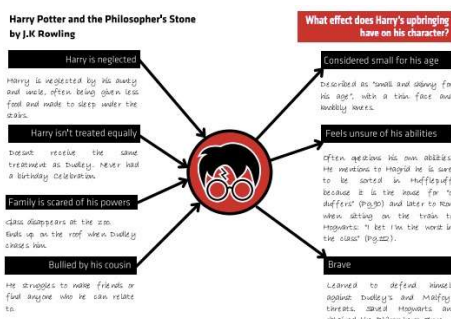 Harry Potter and the Philosopher's Stone
by J.K Rowling
Harry is neglected
Harry is neglected by his aunty
and uncle, often being given less
food and made to sleep under the
stairs.
Harry isn't treated equally
Doesnt receive the same
treatment as Dudley. Never had
a birthday Celebration.
Family is scared of his powers
Glass disappears at the zoo.
Ends up on the roof when Dudley
chases him.
Bullied by his cousin
He struggles to make friends or
find anyone who he can relate
to.
What effect does Harry's upbringing
have on his character?
Considered small for his age
Described as "small and skinny for
his age", with a thin face and
knobbly knees.
Feels unsure of his abilities
Often questions his own abilities.
He mentions to Hagrid he is sure
to be sorted in Hufflepuff
because it is the house for
duffers" (Pg.90) and later to Ron
when sitting on the train to
Hogwarts: "I bet I'm the worst in
the class" (Pg.112).
Brave
Learned to defend himself
against Dudley's and Malfoy's
threats. Saved Hogwarts and